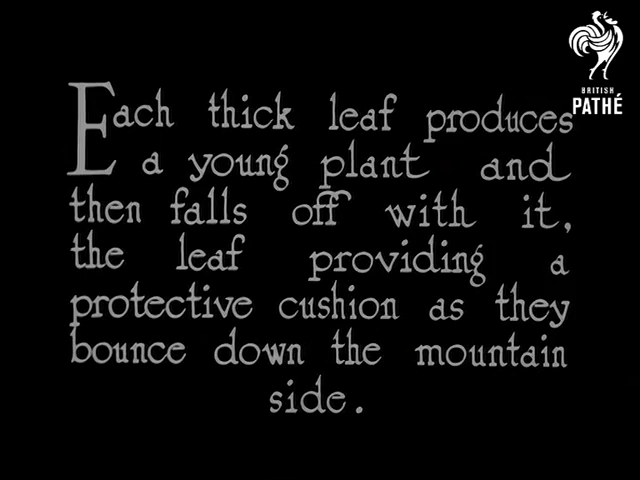 BRITISH
PATHÉ
Each thick leaf produces
a young plant and
then falls off with it,
the leaf providing a
protective cushion as they
bounce down the mountain
side.